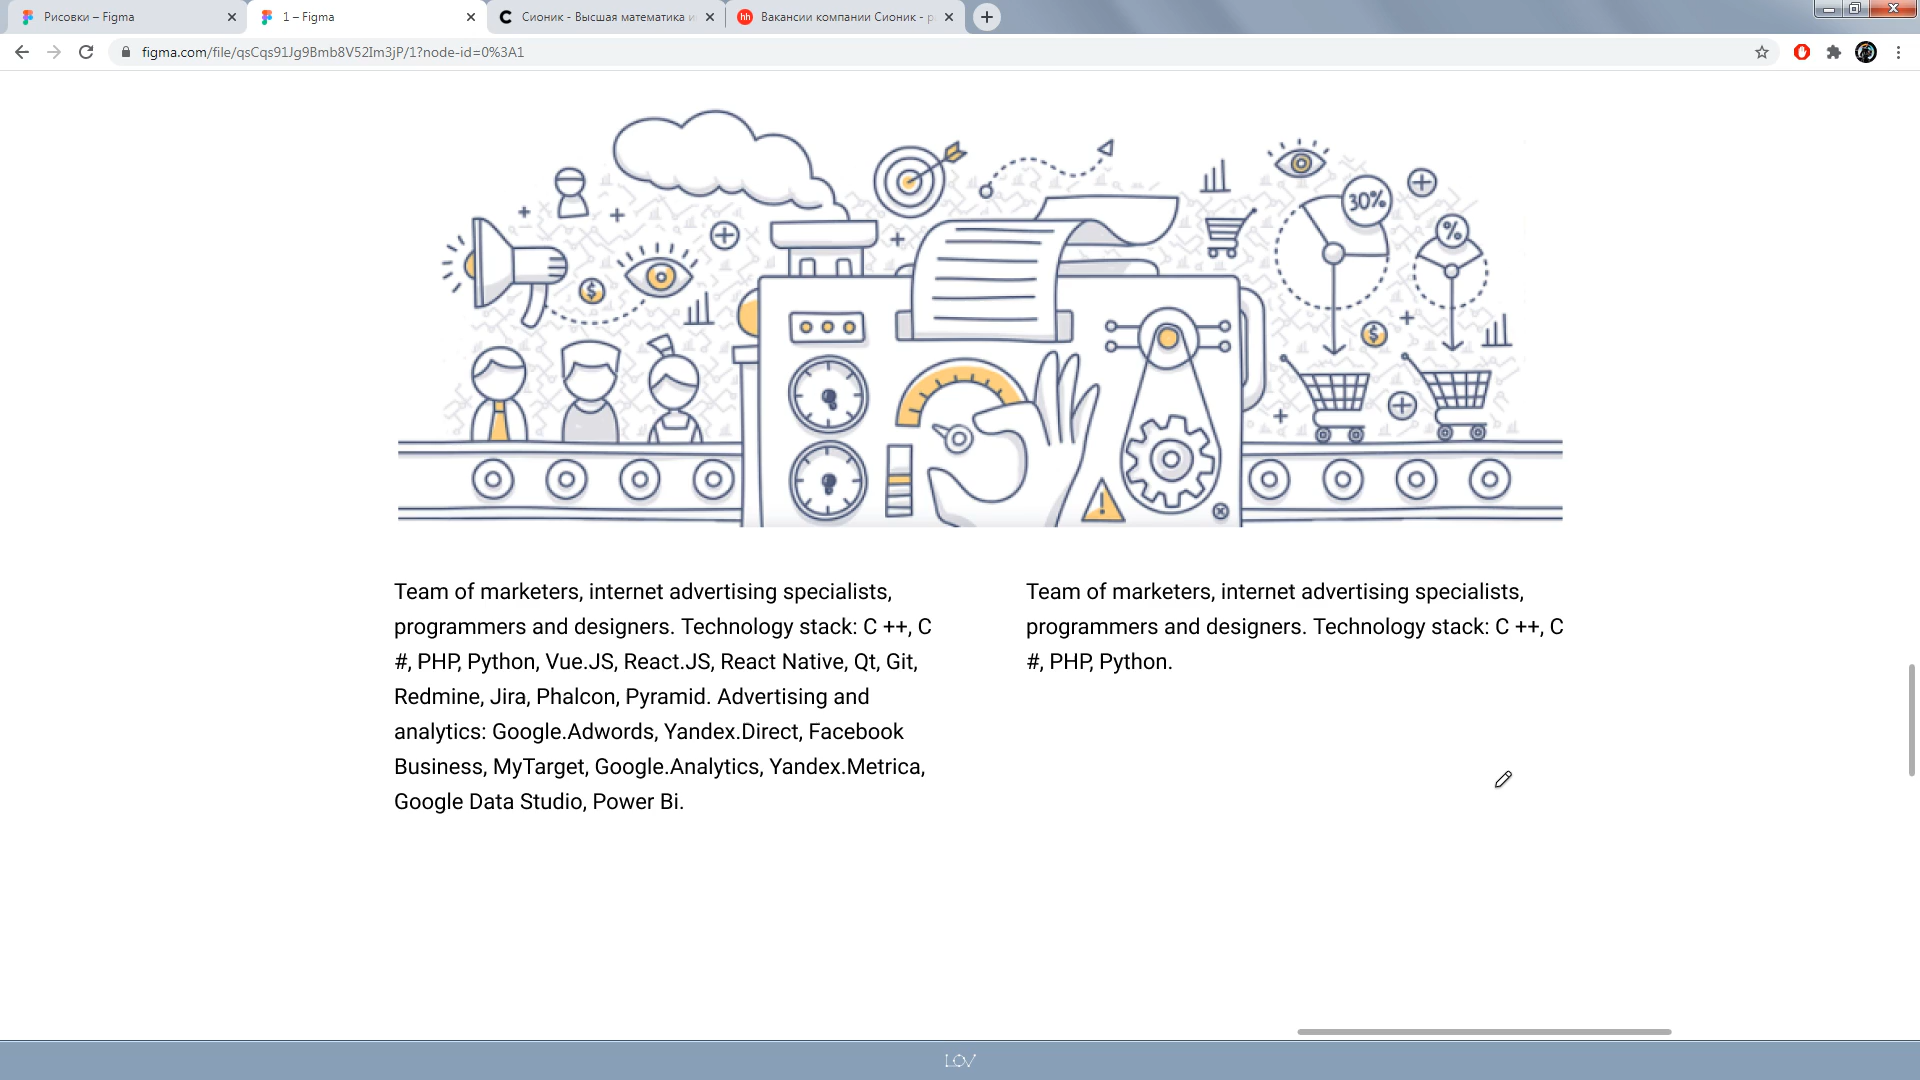 Рисовки – Figma
1 – Figma
Сионик - Высшая математика и
Вакансии компании Сионик - р
figma.com/file/qsCqs91Jg9Bmb8V52Im3jP/1?node-id=0%3A1
30%
%
$
$
Team of marketers, internet advertising specialists,
programmers and designers. Technology stack: C ++, C
#, PHP, Python, Vue.JS, React.JS, React Native, Qt, Git,
Redmine, Jira, Phalcon, Pyramid. Advertising and
analytics: Google.Adwords, Yandex.Direct, Facebook
Business, MyTarget, Google.Analytics, Yandex.Metrica,
Google Data Studio, Power Bi.
Team of marketers, internet advertising specialists,
programmers and designers. Technology stack: C ++, C
#, PHP, Python.
LOV